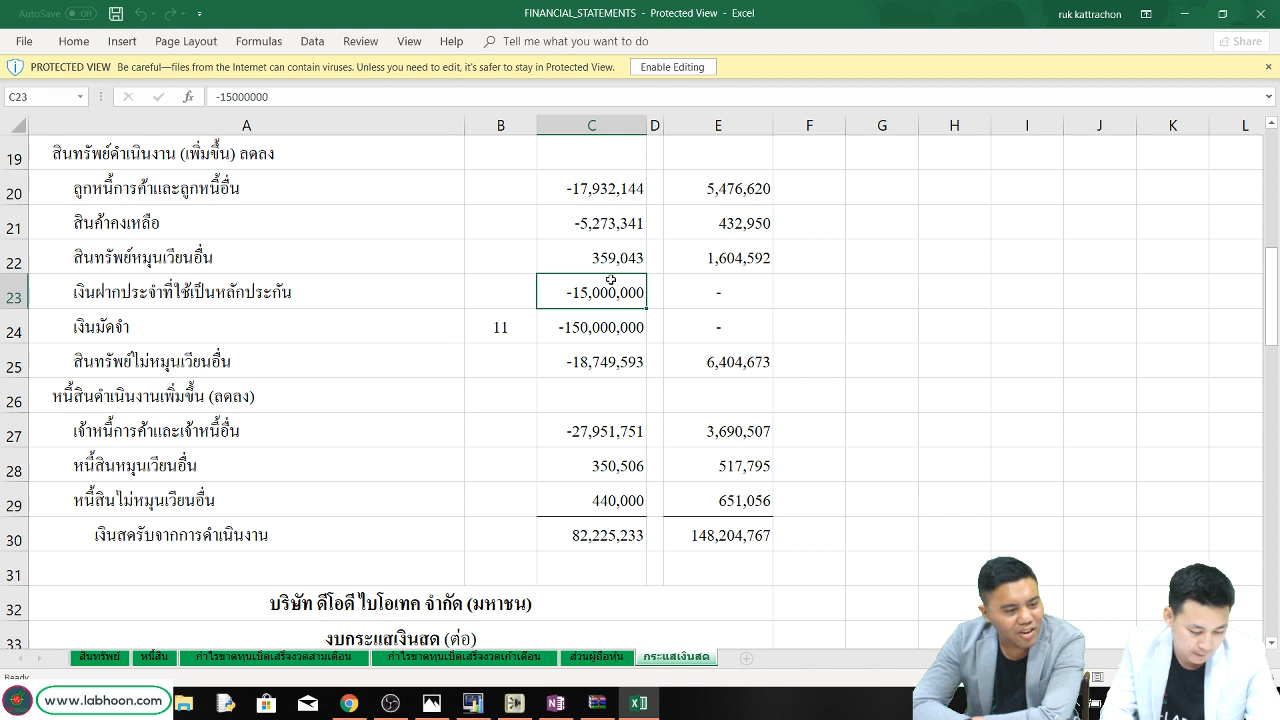 AutoSave Off
FINANCIAL_STATEMENTS - Protected View - Excel
ruk kattrachon
File Home Insert Page Layout Formulas Data Review View Help Tell me what you want to do Share
PROTECTED VIEW Be careful—files from the Internet can contain viruses. Unless you need to edit, it's safer to stay in Protected View. Enable Editing
C23 fx -15000000
A B C D E F G H I J K L
19 สินทรัพย์ดำเนินงาน (เพิ่มขึ้น) ลดลง
20 ลูกหนี้การค้าและลูกหนี้อื่น -17,932,144 5,476,620
21 สินค้าคงเหลือ -5,273,341 432,950
22 สินทรัพย์หมุนเวียนอื่น 359,043 1,604,592
23 เงินฝากประจำที่ใช้เป็นหลักประกัน -15,000,000 -
24 เงินมัดจำ 11 -150,000,000 -
25 สินทรัพย์ไม่หมุนเวียนอื่น -18,749,593 6,404,673
26 หนี้สินดำเนินงานเพิ่มขึ้น (ลดลง)
27 เจ้าหนี้การค้าและเจ้าหนี้อื่น -27,951,751 3,690,507
28 หนี้สินหมุนเวียนอื่น 350,506 517,795
29 หนี้สินไม่หมุนเวียนอื่น 440,000 651,056
30 เงินสดรับจากการดำเนินงาน 82,225,233 148,204,767
31
32 บริษัท ดีโอดี ไบโอเทค จำกัด (มหาชน)
33 งบกระแสเงินสด (ต่อ)
สินทรัพย์ หนี้สิน กำไรขาดทุนเบ็ดเสร็จงวดสามเดือน กำไรขาดทุนเบ็ดเสร็จงวดเก้าเดือน ส่วนผู้ถือหุ้น กระแสเงินสด
www.labhoon.com